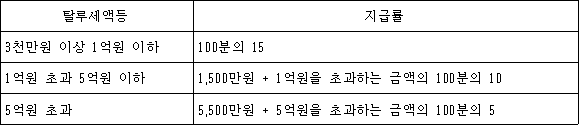 탈루세액등 지급률
3천만원 이상 1억원 이하 100분의 15
1억원 초과 5억원 이하 1,500만원 + 1억원을 초과하는 금액의 100분의 10
5억원 초과 5,500만원 + 5억원을 초과하는 금액의 100분의 5